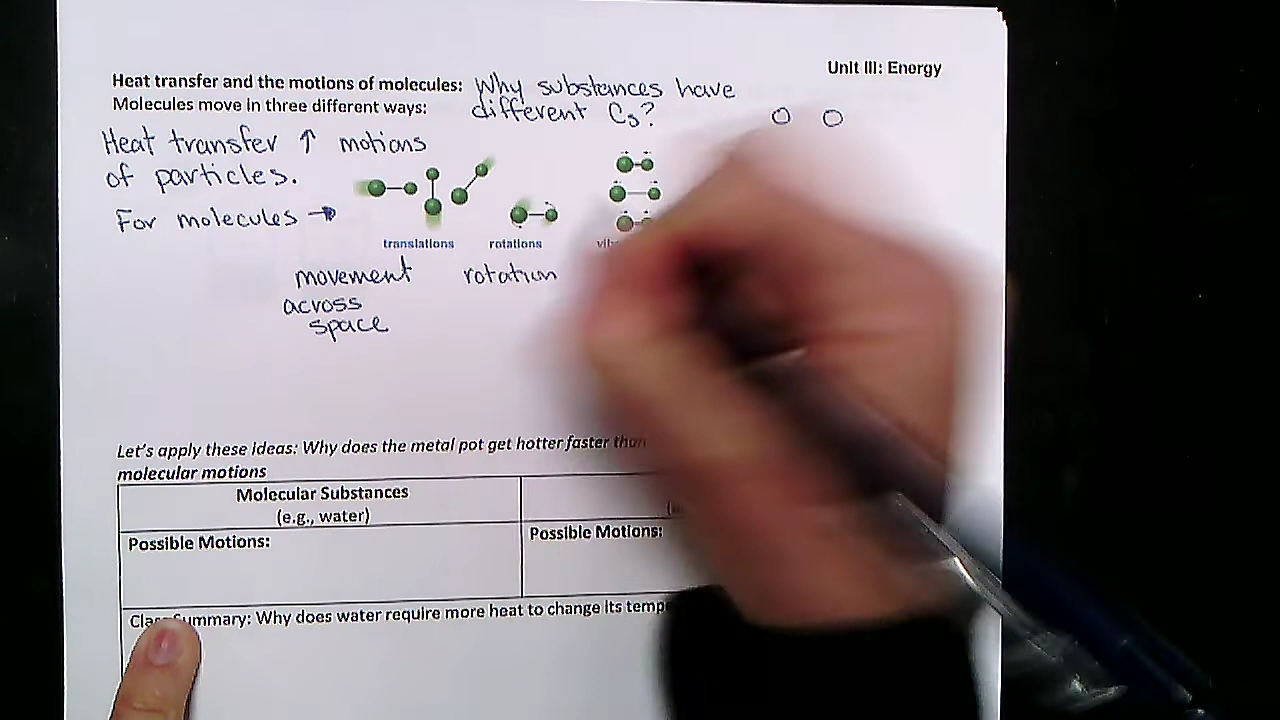 Unit III: Energy
Heat transfer and the motions of molecules: Why substances have
Molecules move in three different ways: different Cs?
Heat transfer ↑ motions
of particles.
For molecules →
translations rotations
movement rotation
across
space
Let's apply these ideas: Why does the metal pot get hotter faster than
molecular motions
Molecular Substances
(e.g., water)
Possible Motions: Possible Motions:
Class Summary: Why does water require more heat to change its